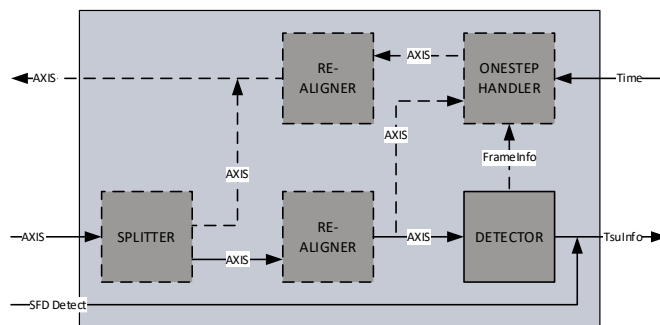 RE-
ALIGNER
ONESTEP
HANDLER
AXIS
AXIS
Time
AXIS
FrameInfo
AXIS
AXIS
SPLITTER
RE-
ALIGNER
AXIS
DETECTOR
TsuInfo
AXIS
SFD Detect